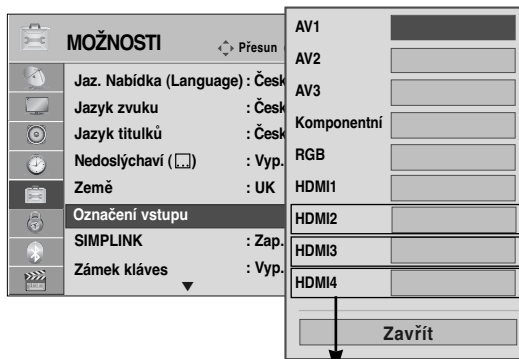 MOŽNOSTI
Přesun
Jaz. Nabídka (Language) : Česk
Jazyk zvuku : Česk
Jazyk titulků : Česk
Nedoslýchaví ( ) : Vyp.
Země : UK
Označení vstupu
SIMPLINK : Zap.
Zámek kláves : Vyp.
AV1
AV2
AV3
Komponentní
RGB
HDMI1
HDMI2
HDMI3
HDMI4
Zavřít